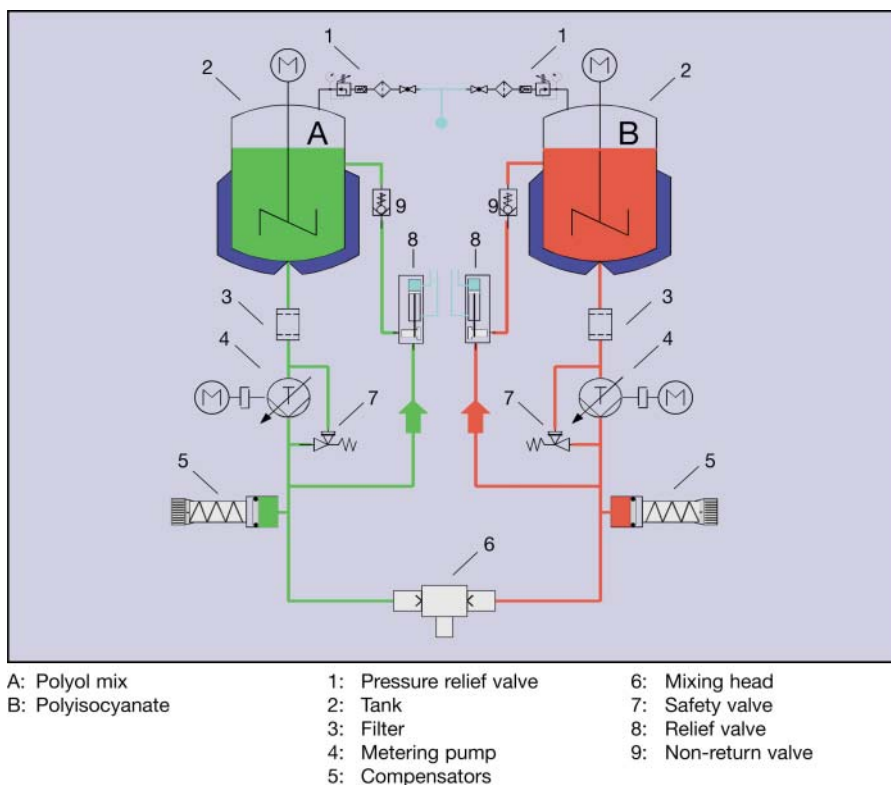 1 1
2 M M 2
A B
9 9
8 8
3 3
4 4
M T T M
7 7
5 5
6
A: Polyol mix
B: Polyisocyanate
1: Pressure relief valve
2: Tank
3: Filter
4: Metering pump
5: Compensators
6: Mixing head
7: Safety valve
8: Relief valve
9: Non-return valve